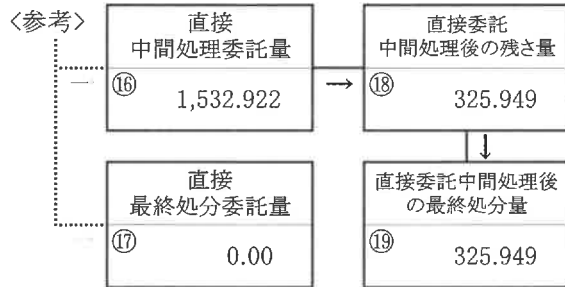 〈参考〉
直接
中間処理委託量
⑯
1,532.922
→
直接委託
中間処理後の残さ量
⑱
325.949
↓
直接
最終処分委託量
⑰
0.00
直接委託中間処理後
の最終処分量
⑲
325.949